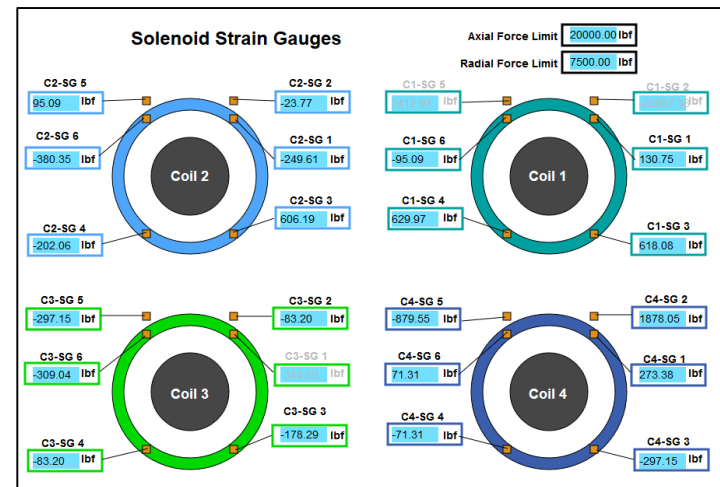 Solenoid Strain Gauges
Axial Force Limit 20000.00 lbf
Radial Force Limit 7500.00 lbf
C2-SG 5
95.09 lbf
C2-SG 2
-23.77 lbf
C2-SG 6
-380.35 lbf
C2-SG 1
-249.61 lbf
Coil 2
C2-SG 4
-202.06 lbf
C2-SG 3
606.19 lbf
C1-SG 5
lbf
C1-SG 2
lbf
C1-SG 6
-95.09 lbf
C1-SG 1
130.75 lbf
Coil 1
C1-SG 4
629.97 lbf
C1-SG 3
618.08 lbf
C3-SG 5
-297.15 lbf
C3-SG 2
-83.20 lbf
C3-SG 6
-309.04 lbf
C3-SG 1
lbf
Coil 3
C3-SG 4
-83.20 lbf
C3-SG 3
-178.29 lbf
C4-SG 5
-879.55 lbf
C4-SG 2
1878.05 lbf
C4-SG 6
71.31 lbf
C4-SG 1
273.38 lbf
Coil 4
C4-SG 4
-71.31 lbf
C4-SG 3
-297.15 lbf